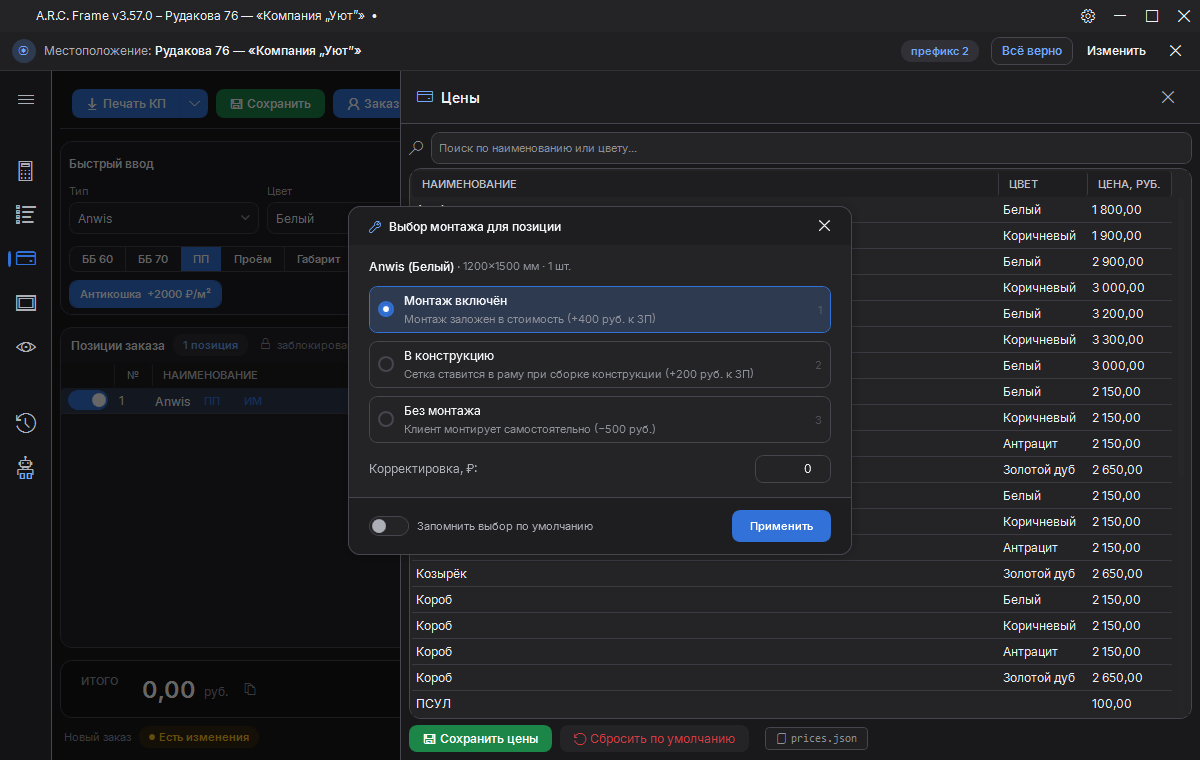 A.R.C. Frame v3.57.0 – Рудакова 76 — «Компания „Уют“» •
Местоположение: Рудакова 76 — «Компания „Уют“»
префикс 2
Всё верно
Изменить
Печать КП
Сохранить
Заказ
Цены
Поиск по наименованию или цвету...
Быстрый ввод
Тип
Цвет
Anwis
Белый
ББ 60
ББ 70
ПП
Проём
Габарит
Антикошка +2000 ₽/м²
Позиции заказа
1 позиция
заблокирова
№
НАИМЕНОВАНИЕ
1
Anwis
ПП
ИМ
ИТОГО
0,00 руб.
Новый заказ
Есть изменения
Выбор монтажа для позиции
Anwis (Белый) · 1200×1500 мм · 1 шт.
Монтаж включён
Монтаж заложен в стоимость (+400 руб. к ЗП)
1
В конструкцию
Сетка ставится в раму при сборке конструкции (+200 руб. к ЗП)
2
Без монтажа
Клиент монтирует самостоятельно (−500 руб.)
3
Корректировка, ₽:
0
Запомнить выбор по умолчанию
Применить
НАИМЕНОВАНИЕ ЦВЕТ ЦЕНА, РУБ.
Белый 1 800,00
Коричневый 1 900,00
Белый 2 900,00
Коричневый 3 000,00
Белый 3 200,00
Коричневый 3 300,00
Белый 3 000,00
Белый 2 150,00
Коричневый 2 150,00
Антрацит 2 150,00
Золотой дуб 2 650,00
Белый 2 150,00
Коричневый 2 150,00
Антрацит 2 150,00
Козырёк Золотой дуб 2 650,00
Короб Белый 2 150,00
Короб Коричневый 2 150,00
Короб Антрацит 2 150,00
Короб Золотой дуб 2 650,00
ПСУЛ 100,00
Сохранить цены
Сбросить по умолчанию
prices.json